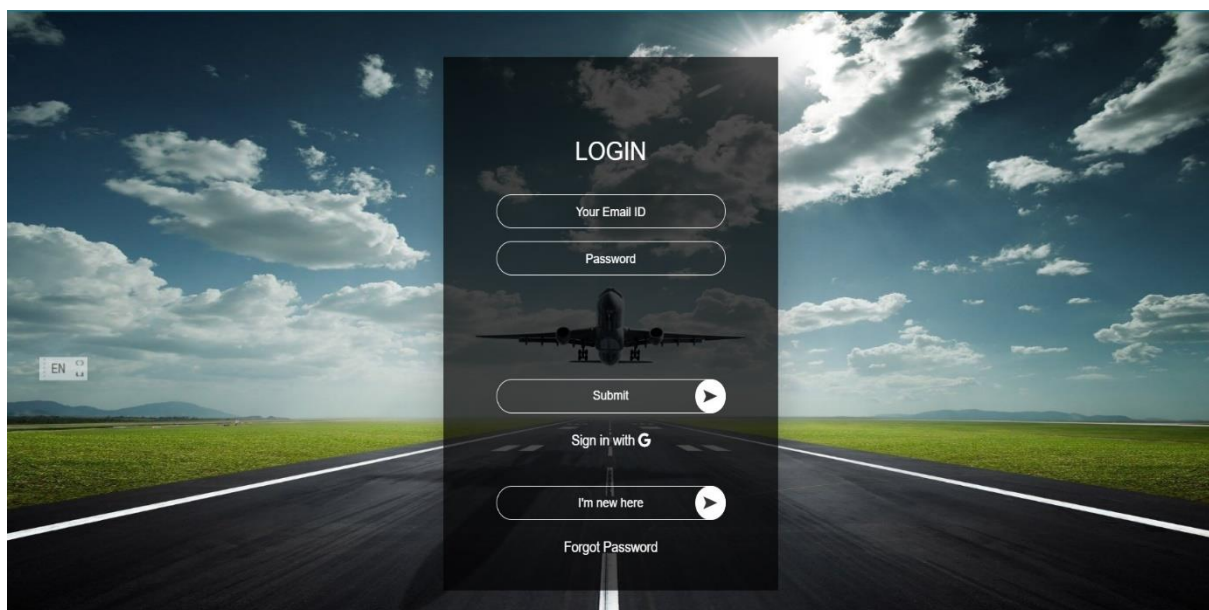 LOGIN
Your Email ID
Password
EN
Submit
Sign in with G
I'm new here
Forgot Password